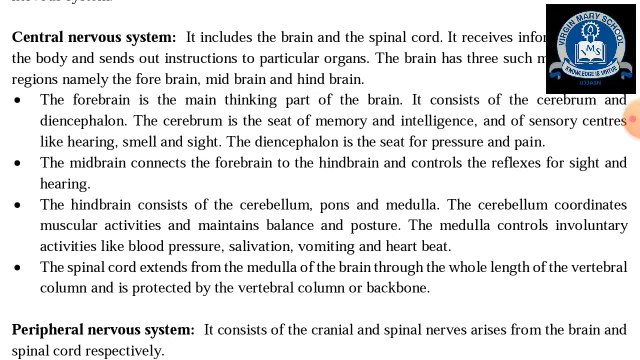 Central nervous system: It includes the brain and the spinal cord. It receives
the body and sends out instructions to particular organs. The brain has three such
regions namely the fore brain, mid brain and hind brain.
• The forebrain is the main thinking part of the brain. It consists of the cerebrum and
diencephalon. The cerebrum is the seat of memory and intelligence, and of sensory centres
like hearing, smell and sight. The diencephalon is the seat for pressure and pain.
• The midbrain connects the forebrain to the hindbrain and controls the reflexes for sight and
hearing.
• The hindbrain consists of the cerebellum, pons and medulla. The cerebellum coordinates
muscular activities and maintains balance and posture. The medulla controls involuntary
activities like blood pressure, salivation, vomiting and heart beat.
• The spinal cord extends from the medulla of the brain through the whole length of the vertebral
column and is protected by the vertebral column or backbone.
Peripheral nervous system: It consists of the cranial and spinal nerves arises from the brain and
spinal cord respectively.
VIRGIN MARY SCHOOL
MS
KNOWLEDGE IS VIRTUE
UJJAIN